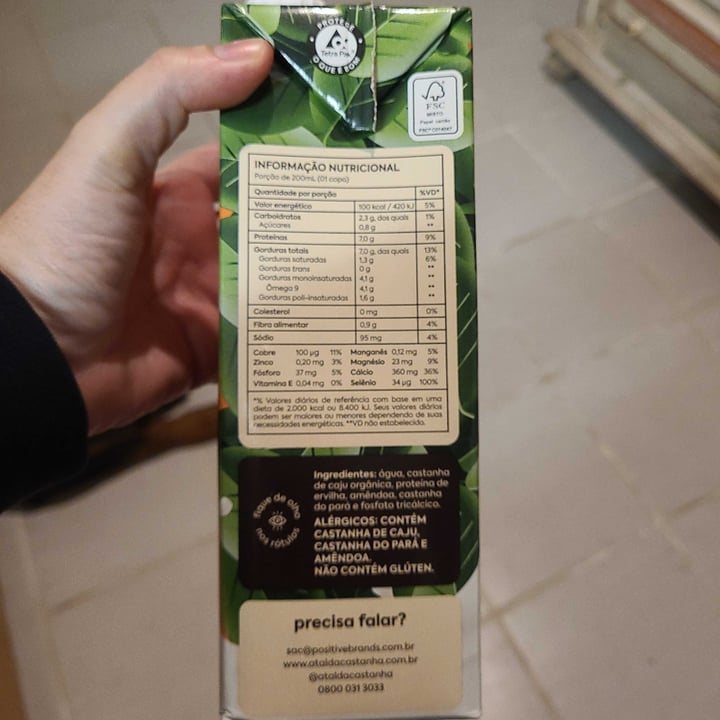 PROTEGE
Tetra Pak
O QUE É BOM
FSC
MISTO
Papel cartão
INFORMAÇÃO NUTRICIONAL
Porção de 200mL (01 copo)
Quantidade por porção %VD*
Valor energético 100 kcal / 420 kJ 5%
Carboidratos 2,3 g, dos quais 1%
Açúcares 0,8 g **
Proteínas 7,0 g 9%
Gorduras totais 7,0 g, das quais 13%
Gorduras saturadas 1,3 g 6%
Gorduras trans 0 g **
Gorduras monoinsaturadas 4,1 g **
Ômega 9 4,1 g **
Gorduras poli-insaturadas 1,6 g **
Colesterol 0 mg 0%
Fibra alimentar 0,9 g 4%
Sódio 95 mg 4%
Cobre 100 µg 11% Manganês 0,12 mg 5%
Zinco 0,20 mg 3% Magnésio 23 mg 9%
Fósforo 37 mg 5% Cálcio 360 mg 36%
Vitamina E 0,04 mg 0% Selênio 34 µg 100%
*% Valores diários de referência com base em uma
dieta de 2.000 kcal ou 8.400 kJ. Seus valores diários
podem ser maiores ou menores dependendo de suas
necessidades energéticas. **VD não estabelecido.
fique de olho
nos rótulos
Ingredientes: água, castanha
de caju orgânica, proteína de
ervilha, amêndoa, castanha
do pará e fosfato tricálcico.
ALÉRGICOS: CONTÉM
CASTANHA DE CAJU,
CASTANHA DO PARÁ E
AMÊNDOA.
NÃO CONTÉM GLÚTEN.
precisa falar?
sac@positivebrands.com.br
www.ataldacastanha.com.br
@ataldacastanha
0800 031 3033